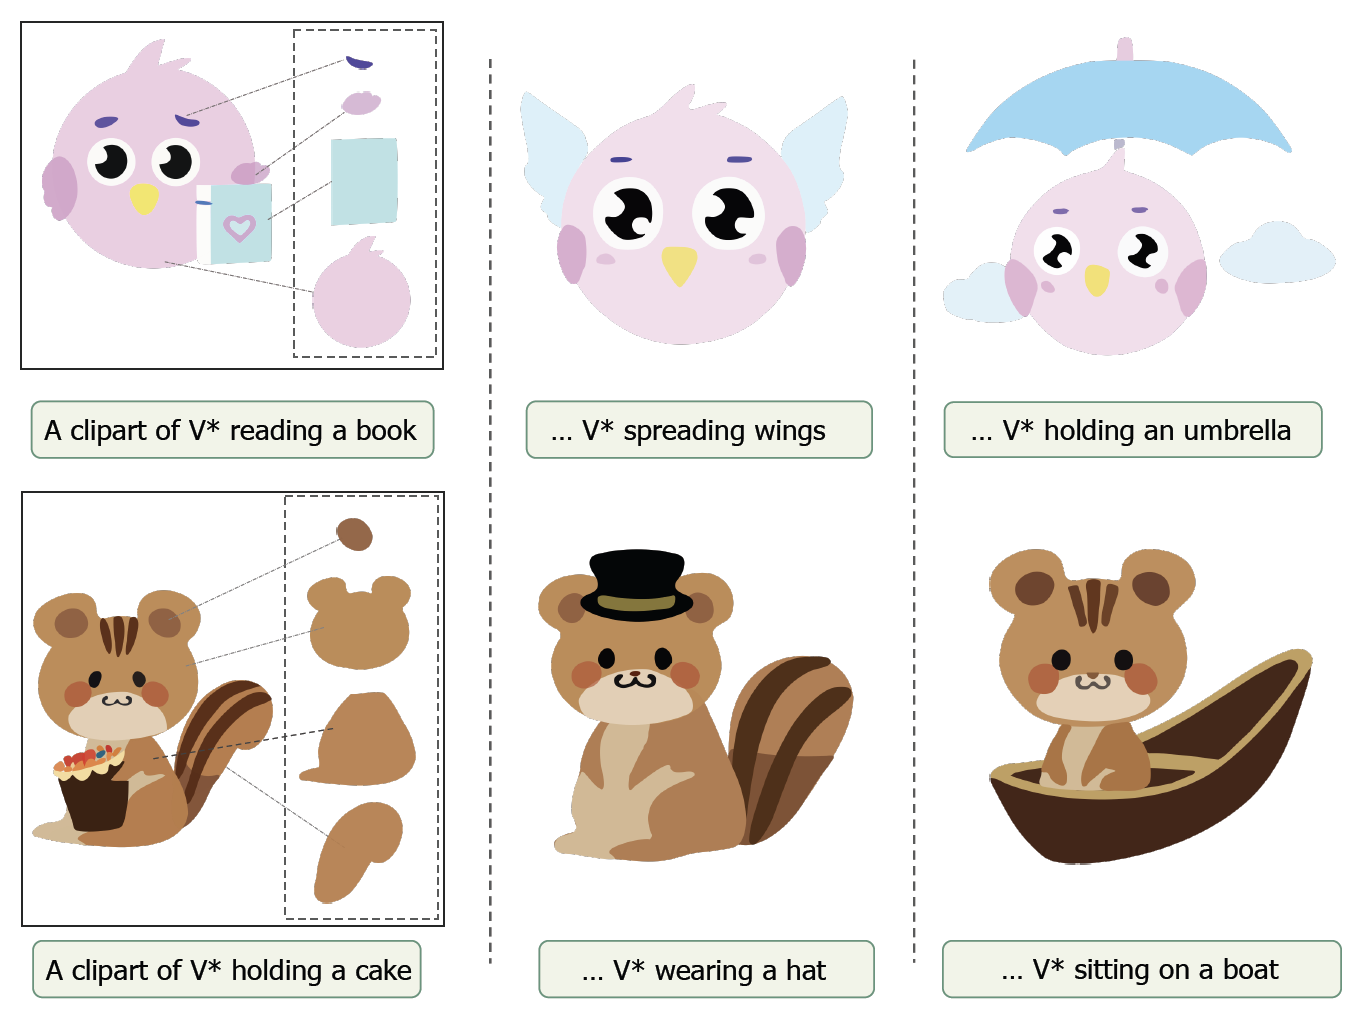 A clipart of V* reading a book
... V* spreading wings
... V* holding an umbrella
A clipart of V* holding a cake
... V* wearing a hat
... V* sitting on a boat